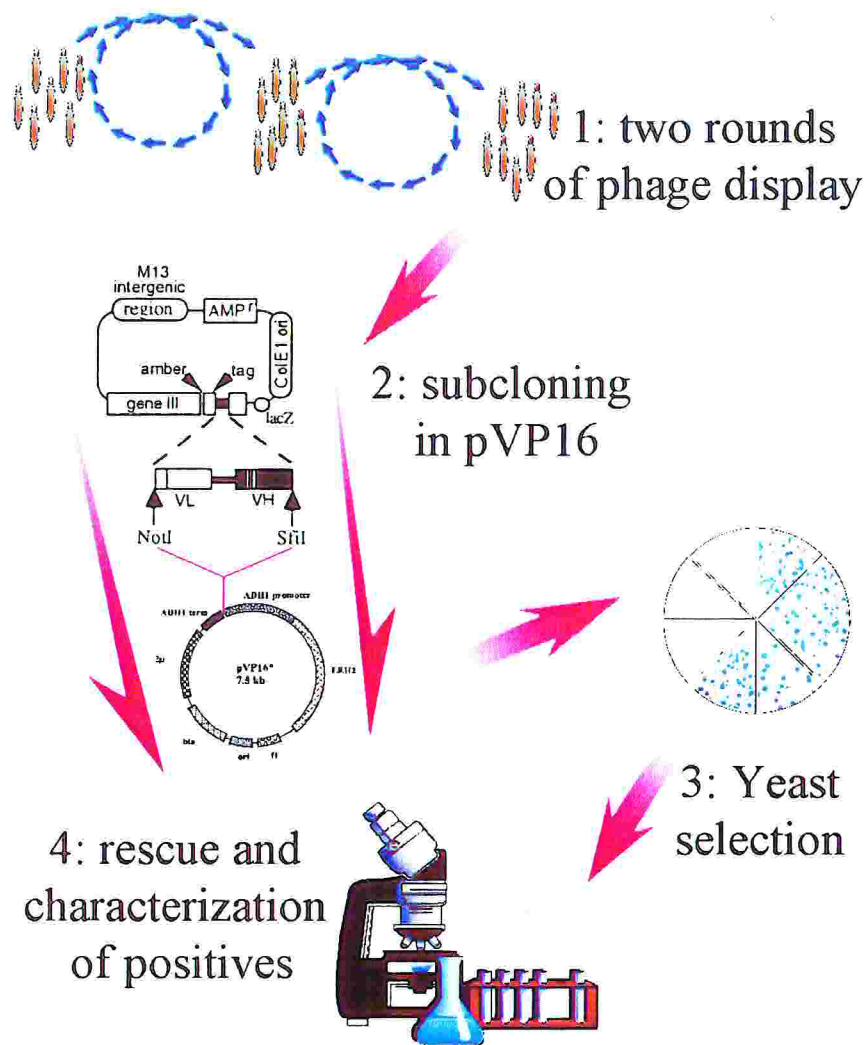 1: two rounds
of phage display
M13
intergenic
region
AMP r
ColE1 ori
amber
tag
gene III
lacZ
2: subcloning
in pVP16
VL
VH
NotI
SfiI
ADH1 promoter
ADH1 term
2μ
pVP16*
7.5 kb
bla
ori
f1
3: Yeast
selection
4: rescue and
characterization
of positives